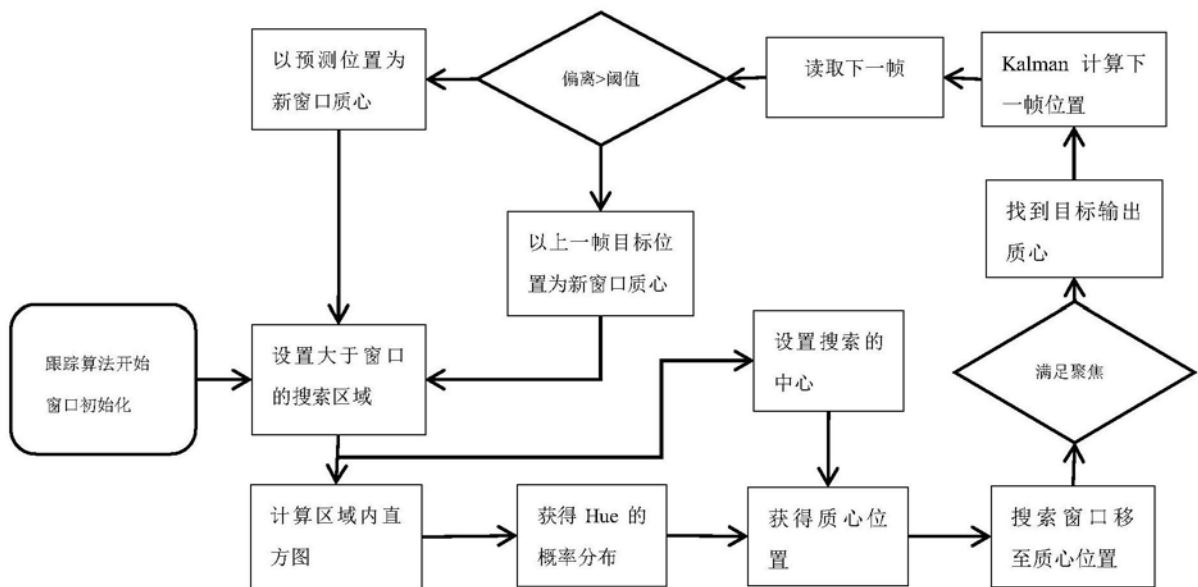 以预测位置为
新窗口质心
偏离>阈值
读取下一帧
Kalman 计算下
一帧位置
找到目标输出
质心
以上一帧目标位
置为新窗口质心
跟踪算法开始
窗口初始化
设置大于窗口
的搜索区域
设置搜索的
中心
满足聚焦
计算区域内直
方图
获得 Hue 的
概率分布
获得质心位
置
搜索窗口移
至质心位置